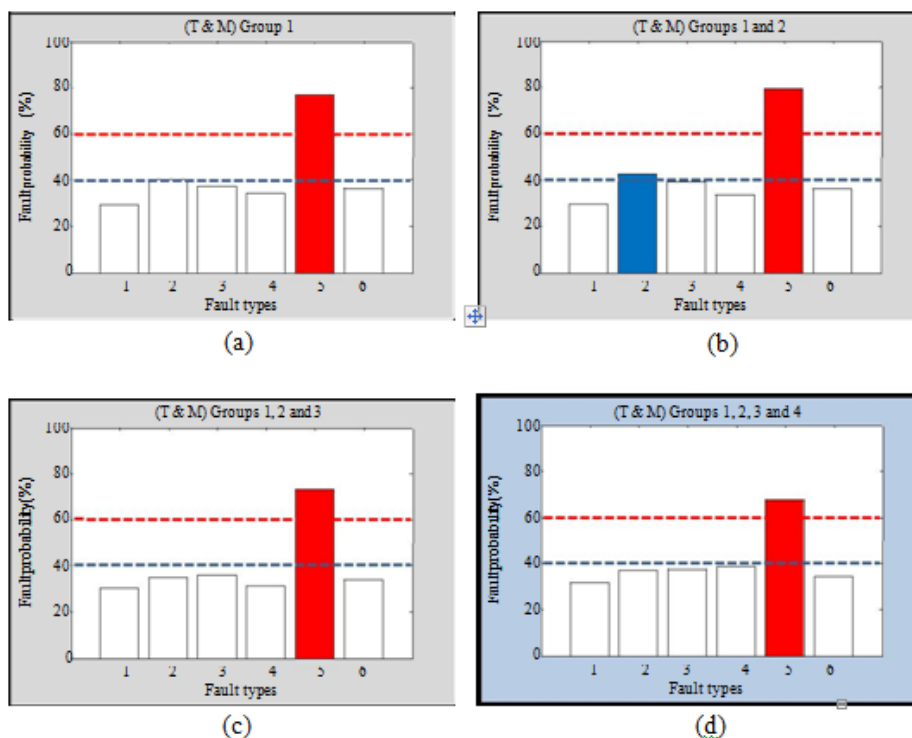 (T & M) Group 1
100
80
60
40
20
0
Fault probability (%)
1 2 3 4 5 6
Fault types
(a)
(T & M) Groups 1 and 2
100
80
60
40
20
0
Fault probability (%)
1 2 3 4 5 6
Fault types
(b)
(T & M) Groups 1, 2 and 3
100
80
60
40
20
0
Fault probability(%)
1 2 3 4 5 6
Fault types
(c)
(T & M) Groups 1, 2, 3 and 4
100
80
60
40
20
0
Fault probability(%)
1 2 3 4 5 6
Fault types
(d)